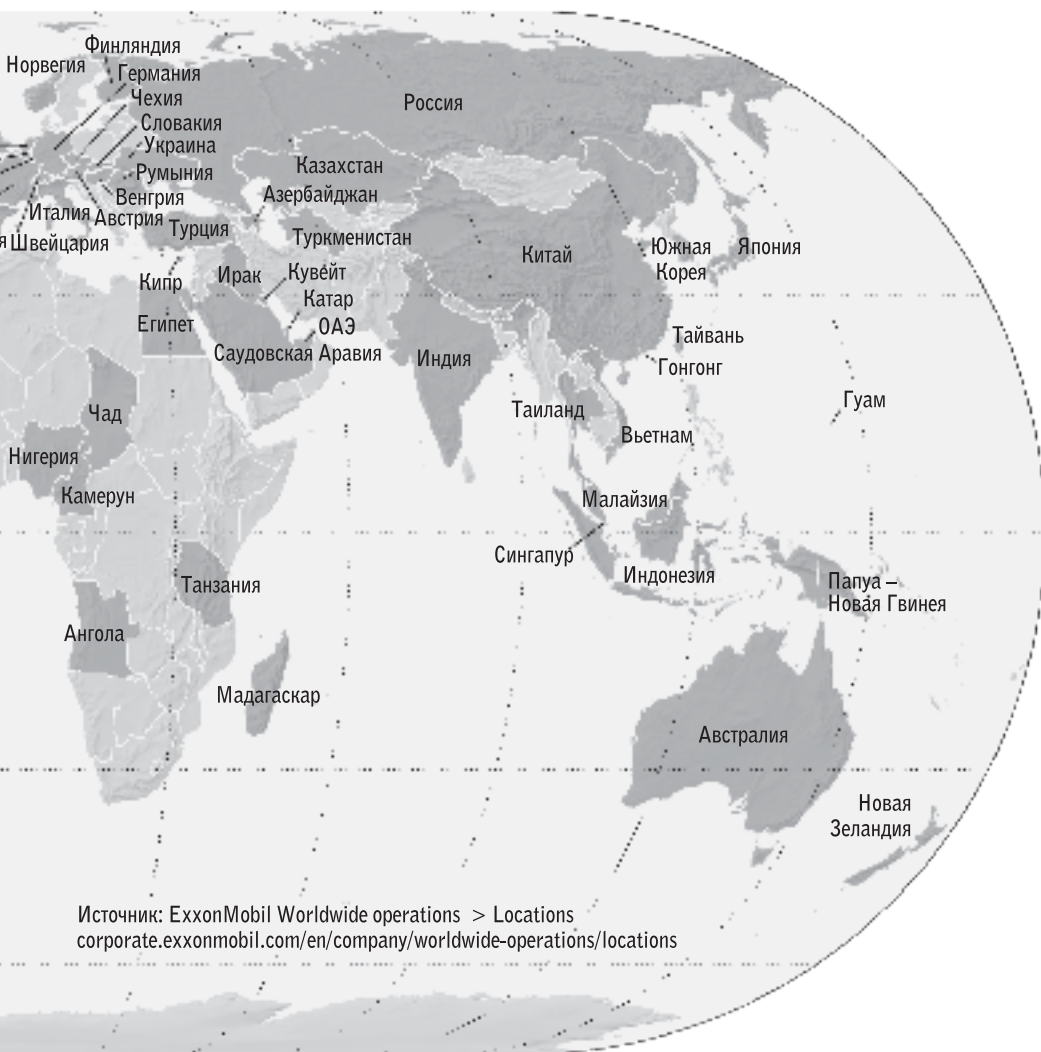 Финляндия
Норвегия
Германия
Чехия
Россия
Словакия
Украина
Казахстан
Румыния
Азербайджан
Венгрия
Италия
Австрия
Турция
Туркменистан
я
Швейцария
Китай
Южная
Корея
Япония
Кипр
Ирак
Кувейт
Катар
Египет
ОАЭ
Саудовская Аравия
Индия
Тайвань
Гонгонг
Чад
Таиланд
Гуам
Вьетнам
Нигерия
Камерун
Малайзия
Сингапур
Индонезия
Танзания
Папуа –
Новая Гвинея
Ангола
Мадагаскар
Австралия
Новая
Зеландия
Источник: ExxonMobil Worldwide operations > Locations
corporate.exxonmobil.com/en/company/worldwide-operations/locations